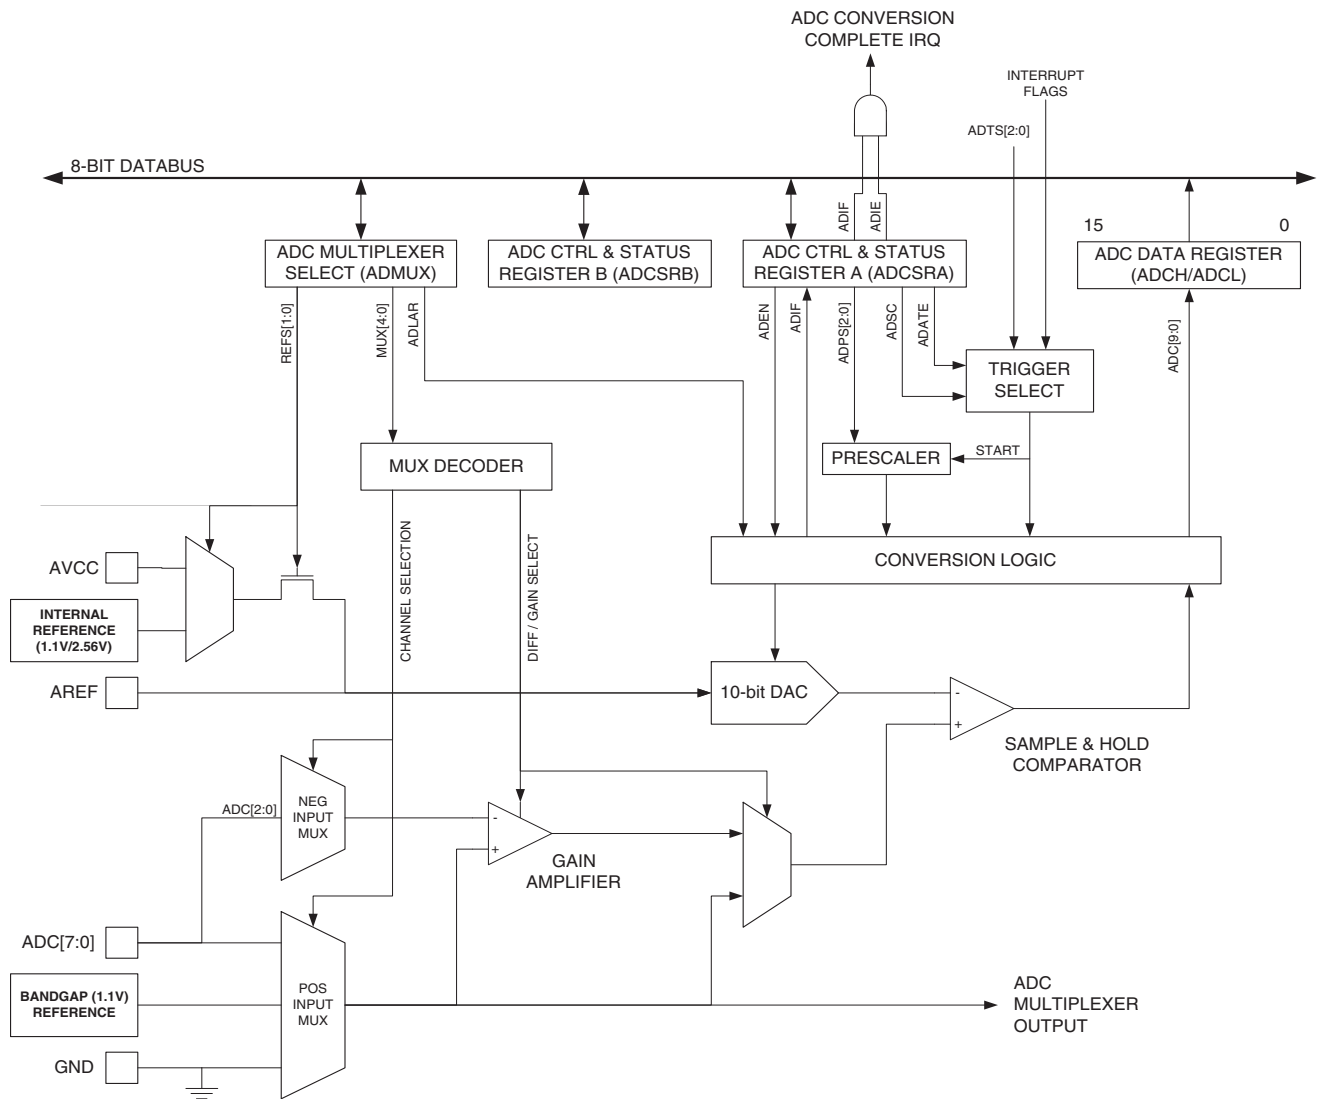 ADC CONVERSION
COMPLETE IRQ
INTERRUPT
FLAGS
ADTS[2:0]
8-BIT DATABUS
ADIF
ADIE
15
0
ADC MULTIPLEXER
SELECT (ADMUX)
ADC CTRL & STATUS
REGISTER B (ADCSRB)
ADC CTRL & STATUS
REGISTER A (ADCSRA)
ADC DATA REGISTER
(ADCH/ADCL)
REFS[1:0]
MUX[4:0]
ADLAR
ADEN
ADIF
ADPS[2:0]
ADSC
ADATE
ADC[9:0]
TRIGGER
SELECT
MUX DECODER
PRESCALER
START
CHANNEL SELECTION
DIFF / GAIN SELECT
CONVERSION LOGIC
AVCC
INTERNAL
REFERENCE
(1.1V/2.56V)
AREF
10-bit DAC
-
+
SAMPLE & HOLD
COMPARATOR
ADC[2:0]
NEG
INPUT
MUX
-
+
GAIN
AMPLIFIER
ADC[7:0]
BANDGAP (1.1V)
REFERENCE
POS
INPUT
MUX
ADC
MULTIPLEXER
OUTPUT
GND